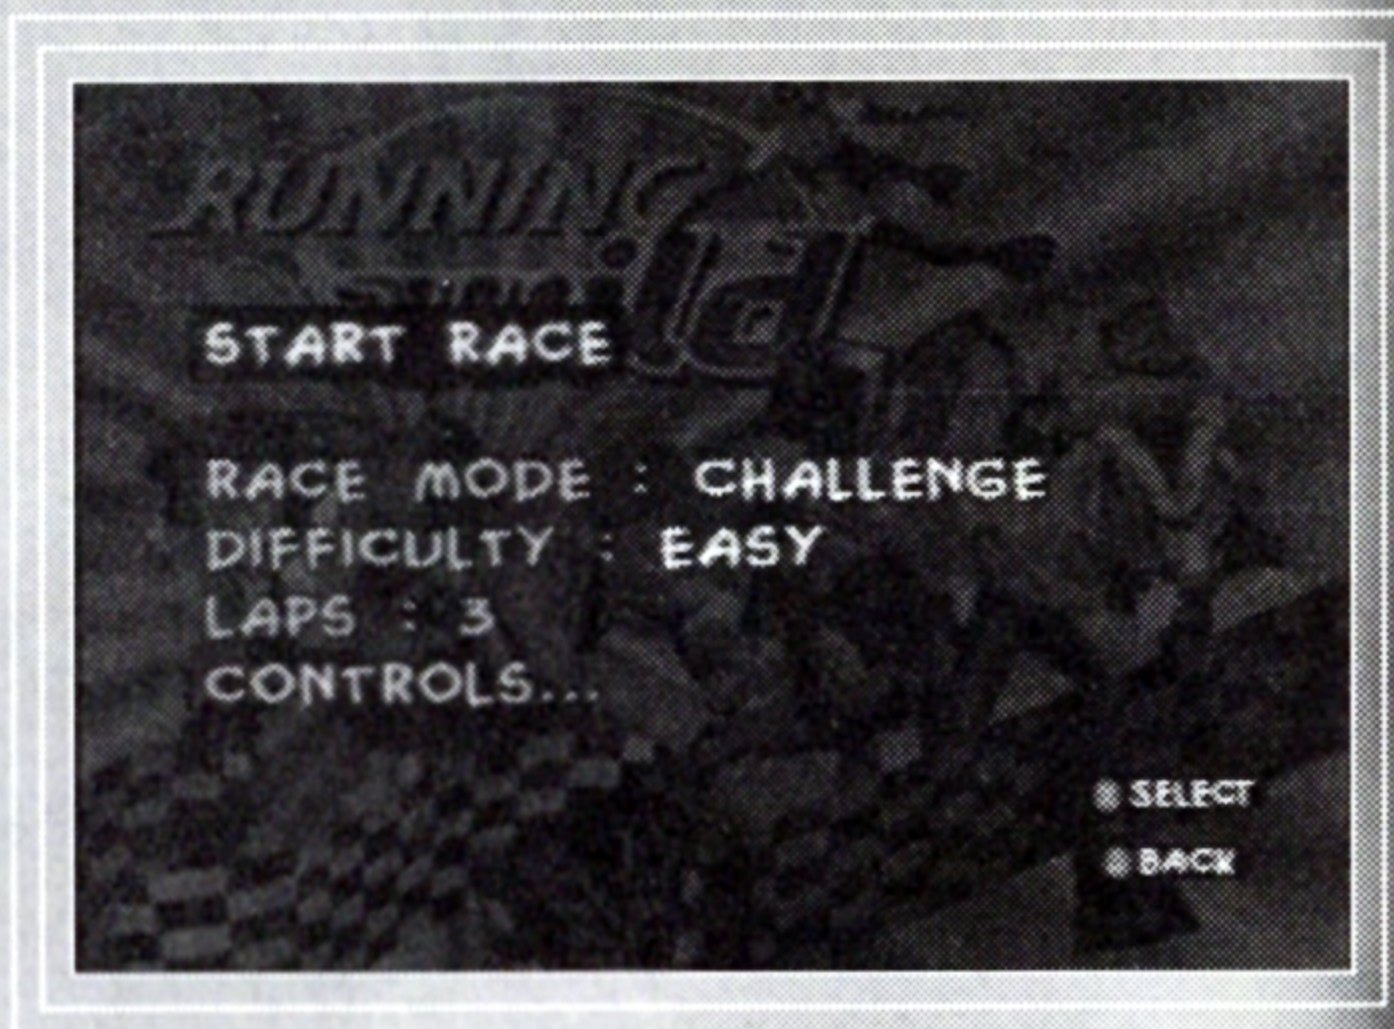 RUNNING
START RACE
RACE MODE : CHALLENGE
DIFFICULTY : EASY
LAPS : 3
CONTROLS...
SELECT
BACK